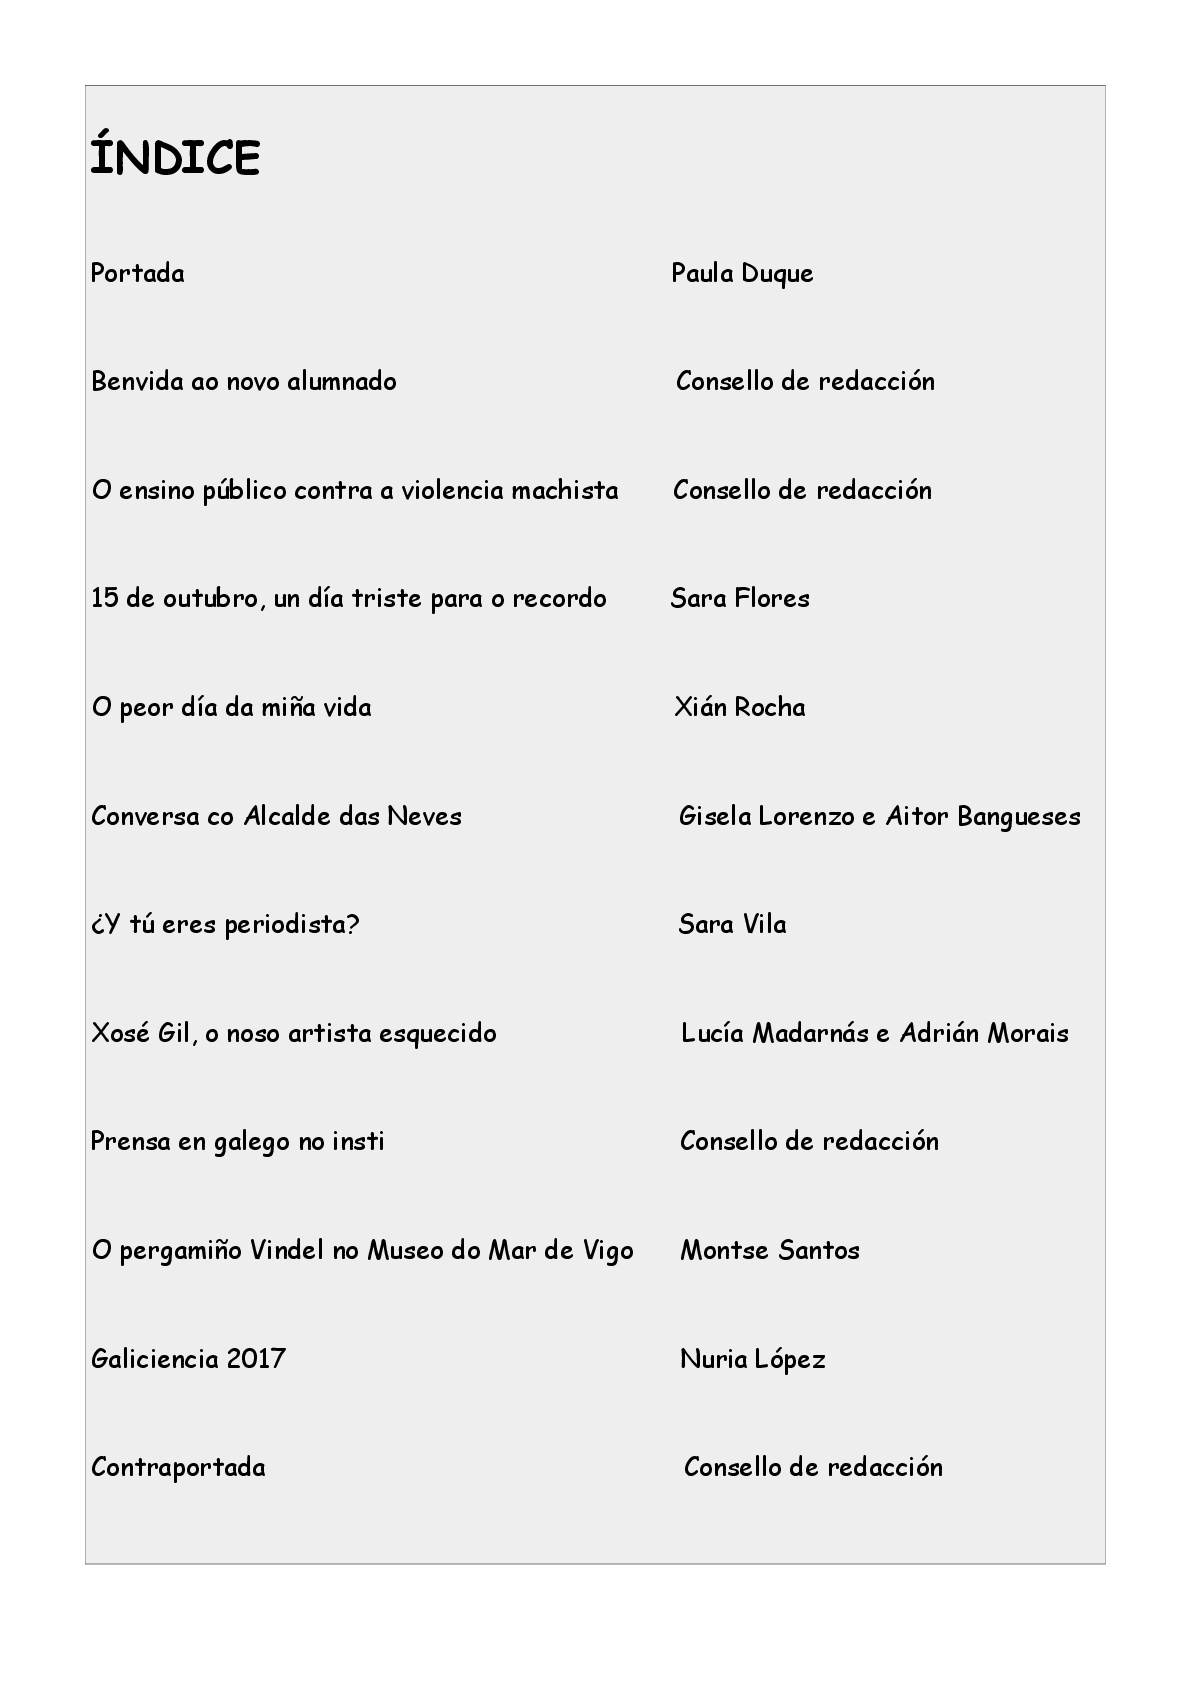 ÍNDICE
Portada Paula Duque
Benvida ao novo alumnado Consello de redacción
O ensino público contra a violencia machista Consello de redacción
15 de outubro, un día triste para o recordo Sara Flores
O peor día da miña vida Xián Rocha
Conversa co Alcalde das Neves Gisela Lorenzo e Aitor Bangueses
¿Y tú eres periodista? Sara Vila
Xosé Gil, o noso artista esquecido Lucía Madarnás e Adrián Morais
Prensa en galego no insti Consello de redacción
O pergamiño Vindel no Museo do Mar de Vigo Montse Santos
Galiciencia 2017 Nuria López
Contraportada Consello de redacción